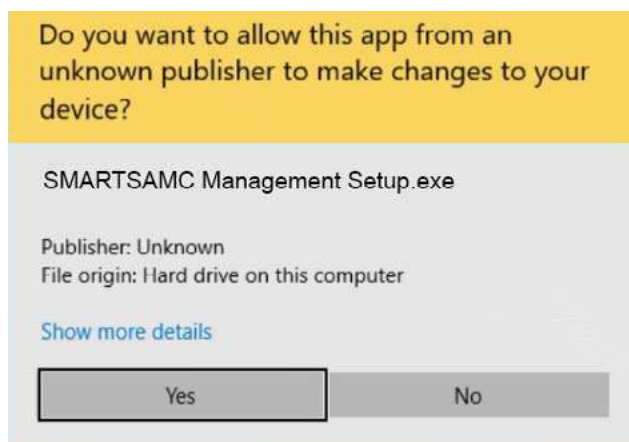 Do you want to allow this app from an
unknown publisher to make changes to your
device?
SMARTSAMC Management Setup.exe
Publisher: Unknown
File origin: Hard drive on this computer
Show more details
Yes
No